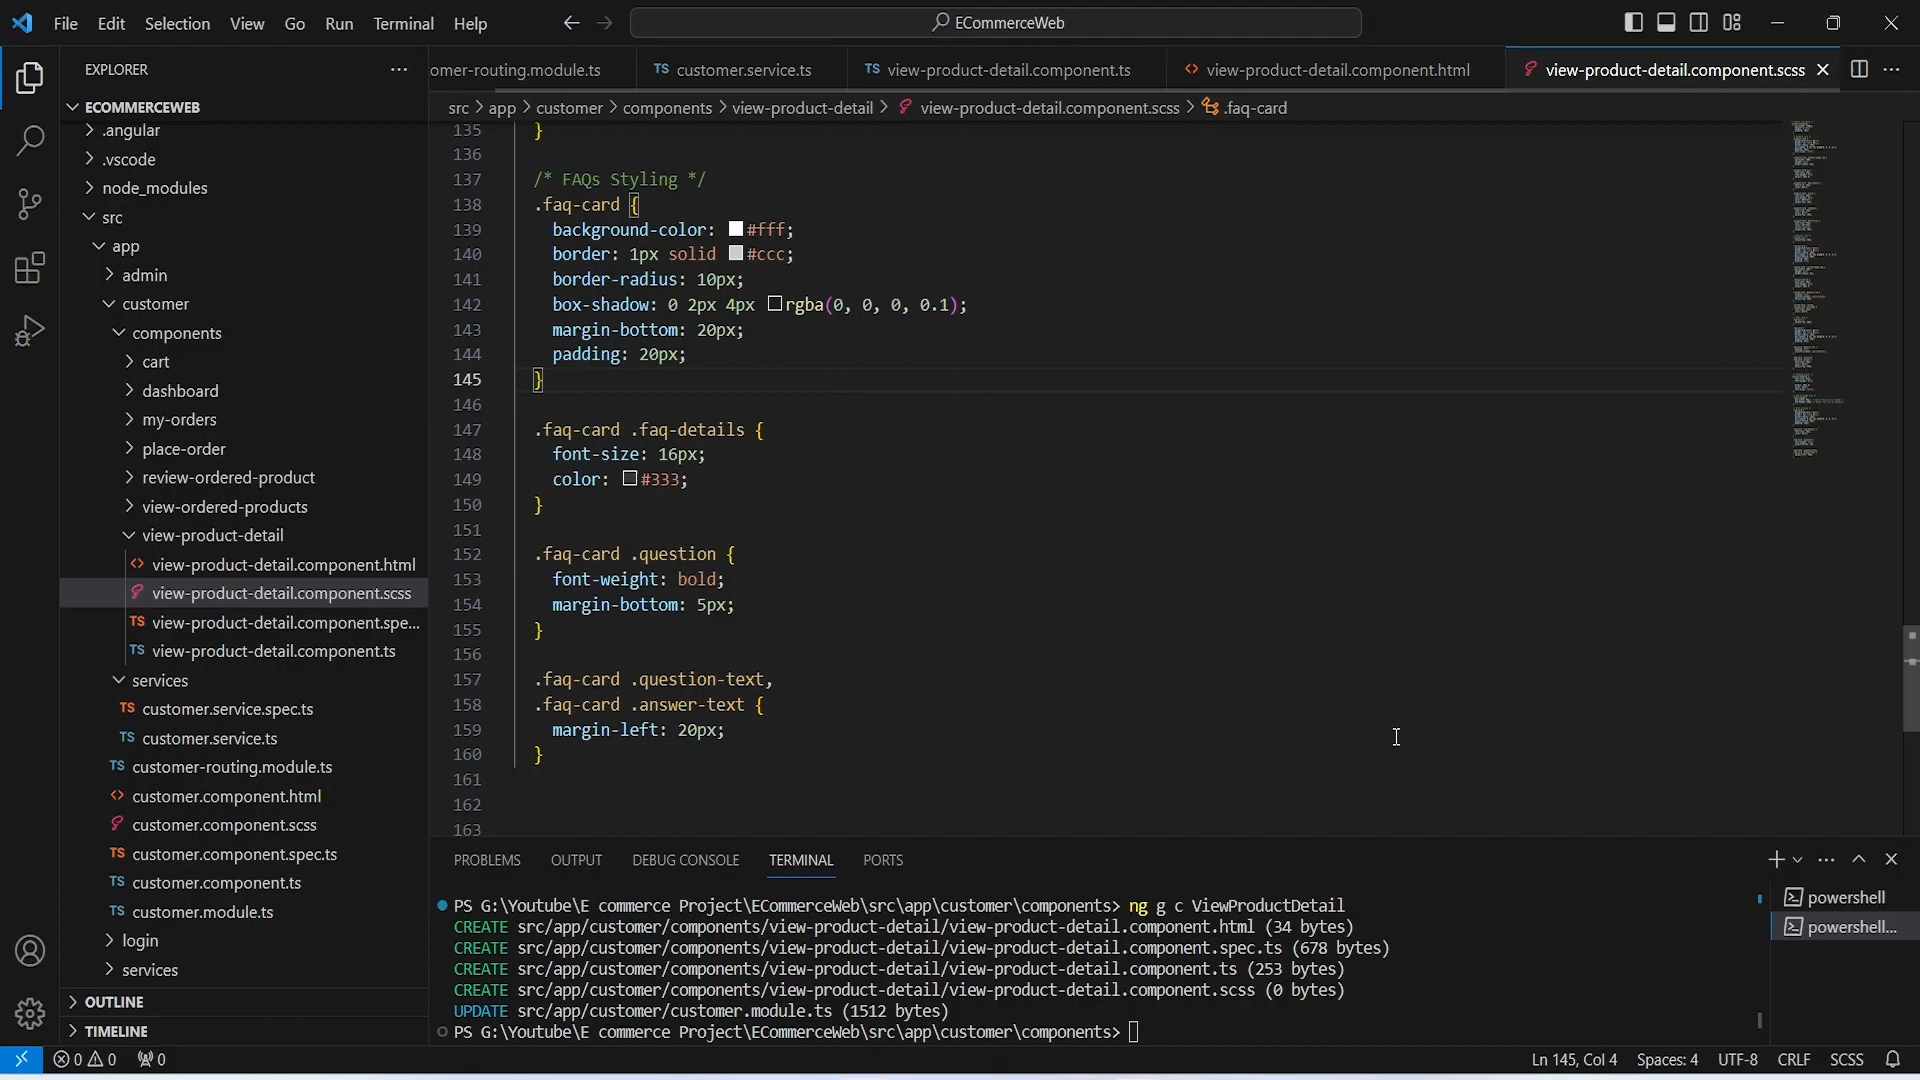 File Edit Selection View Go Run Terminal Help
ECommerceWeb
EXPLORER
omer-routing.module.ts
TS customer.service.ts
TS view-product-detail.component.ts
<> view-product-detail.component.html
view-product-detail.component.scss
src > app > customer > components > view-product-detail > view-product-detail.component.scss > .faq-card
ECOMMERCEWEB
.angular
.vscode
node_modules
src
app
admin
customer
components
cart
dashboard
my-orders
place-order
review-ordered-product
view-ordered-products
view-product-detail
<> view-product-detail.component.html
view-product-detail.component.scss
TS view-product-detail.component.spe...
TS view-product-detail.component.ts
services
TS customer.service.spec.ts
TS customer.service.ts
TS customer-routing.module.ts
<> customer.component.html
customer.component.scss
TS customer.component.spec.ts
TS customer.component.ts
TS customer.module.ts
login
services
OUTLINE
TIMELINE
135 }
136
137 /* FAQs Styling */
138 .faq-card {
139 background-color: #fff;
140 border: 1px solid #ccc;
141 border-radius: 10px;
142 box-shadow: 0 2px 4px rgba(0, 0, 0, 0.1);
143 margin-bottom: 20px;
144 padding: 20px;
145 }
146
147 .faq-card .faq-details {
148 font-size: 16px;
149 color: #333;
150 }
151
152 .faq-card .question {
153 font-weight: bold;
154 margin-bottom: 5px;
155 }
156
157 .faq-card .question-text,
158 .faq-card .answer-text {
159 margin-left: 20px;
160 }
161
162
163
PROBLEMS OUTPUT DEBUG CONSOLE TERMINAL PORTS
PS G:\Youtube\E commerce Project\ECommerceWeb\src\app\customer\components> ng g c ViewProductDetail
CREATE src/app/customer/components/view-product-detail/view-product-detail.component.html (34 bytes)
CREATE src/app/customer/components/view-product-detail/view-product-detail.component.spec.ts (678 bytes)
CREATE src/app/customer/components/view-product-detail/view-product-detail.component.ts (253 bytes)
CREATE src/app/customer/components/view-product-detail/view-product-detail.component.scss (0 bytes)
UPDATE src/app/customer/customer.module.ts (1512 bytes)
PS G:\Youtube\E commerce Project\ECommerceWeb\src\app\customer\components>
powershell
powershell...
0 0 0
Ln 145, Col 4 Spaces: 4 UTF-8 CRLF SCSS